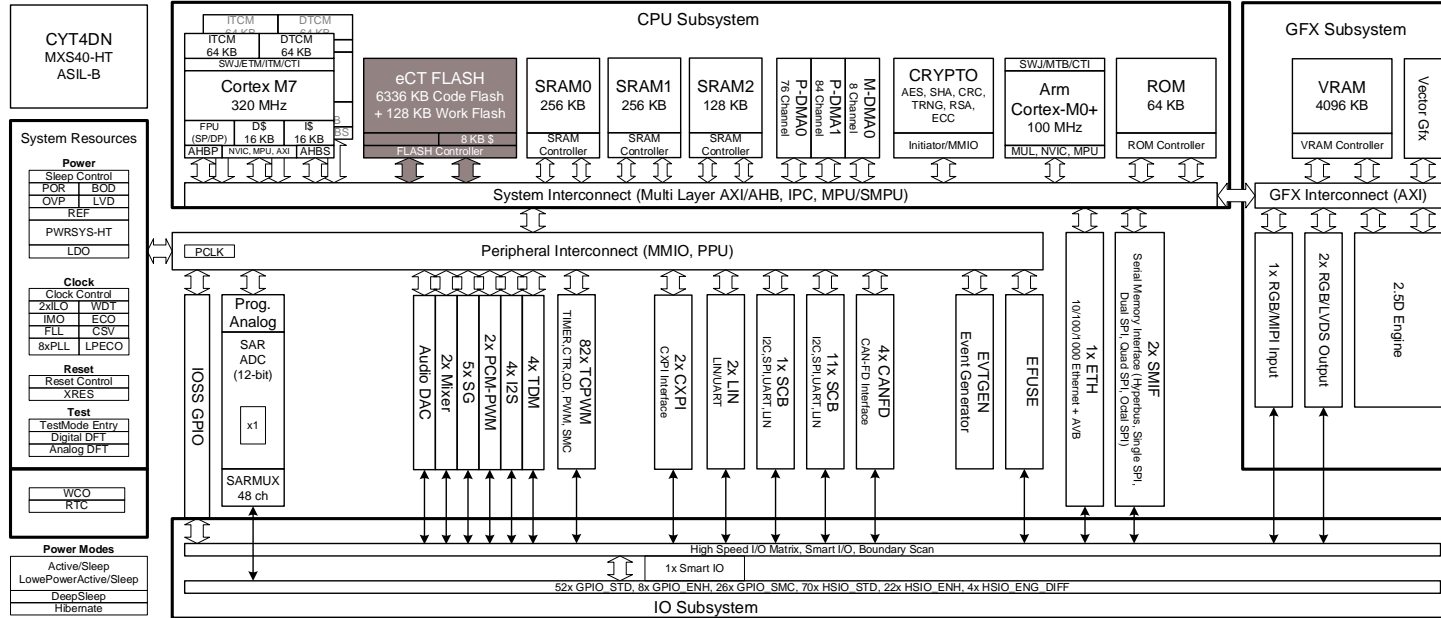 CYT4DN
MXS40-HT
ASIL-B
System Resources
Power
Sleep Control
POR
BOD
OVP
LVD
REF
PWRSYS-HT
LDO
Clock
Clock Control
2xILO
WDT
IMO
ECO
FLL
CSV
8xPLL
LPECO
Reset
Reset Control
XRES
Test
TestMode Entry
Digital DFT
Analog DFT
WCO
RTC
Power Modes
Active/Sleep
LowePowerActive/Sleep
DeepSleep
Hibernate
CPU Subsystem
ITCM
64 KB
DTCM
64 KB
ITCM
64 KB
DTCM
64 KB
SWJ/ETM/ITM/CTI
Cortex M7
320 MHz
FPU
(SP/DP)
D$
16 KB
I$
16 KB
AHBP
NVIC, MPU, AXI
AHBS
eCT FLASH
6336 KB Code Flash
+ 128 KB Work Flash
8 KB $
FLASH Controller
SRAM0
256 KB
SRAM
Controller
SRAM1
256 KB
SRAM
Controller
SRAM2
128 KB
SRAM
Controller
P-DMA0
76 Channel
P-DMA1
84 Channel
M-DMA0
8 Channel
CRYPTO
AES, SHA, CRC,
TRNG, RSA,
ECC
Initiator/MMIO
SWJ/MTB/CTI
Arm
Cortex-M0+
100 MHz
MUL, NVIC, MPU
ROM
64 KB
ROM Controller
System Interconnect (Multi Layer AXI/AHB, IPC, MPU/SMPU)
GFX Subsystem
VRAM
4096 KB
VRAM Controller
Vector Gfx
GFX Interconnect (AXI)
1x RGB/MIPI Input
2x RGB/LVDS Output
2.5D Engine
PCLK
Peripheral Interconnect (MMIO, PPU)
IOSS GPIO
Prog.
Analog
SAR
ADC
(12-bit)
x1
SARMUX
48 ch
Audio DAC
2x Mixer
5x SG
2x PCM-PWM
4x I2S
4x TDM
82x TCPWM
TIMER,CTR,QD, PWM, SMC
2x CXPI
CXPI Interface
2x LIN
LIN/UART
1x SCB
I2C,SPI,UART,LIN
11x SCB
I2C,SPI,UART,LIN
4x CANFD
CAN-FD Interface
EVTGEN
Event Generator
EFUSE
1x ETH
10/100/1000 Ethernet + AVB
2x SMIF
Serial Memory Interface (Hyperbus, Single SPI,
Dual SPI, Quad SPI, Octal SPI)
High Speed I/O Matrix, Smart I/O, Boundary Scan
1x Smart IO
52x GPIO_STD, 8x GPIO_ENH, 26x GPIO_SMC, 70x HSIO_STD, 22x HSIO_ENH, 4x HSIO_ENG_DIFF
IO Subsystem